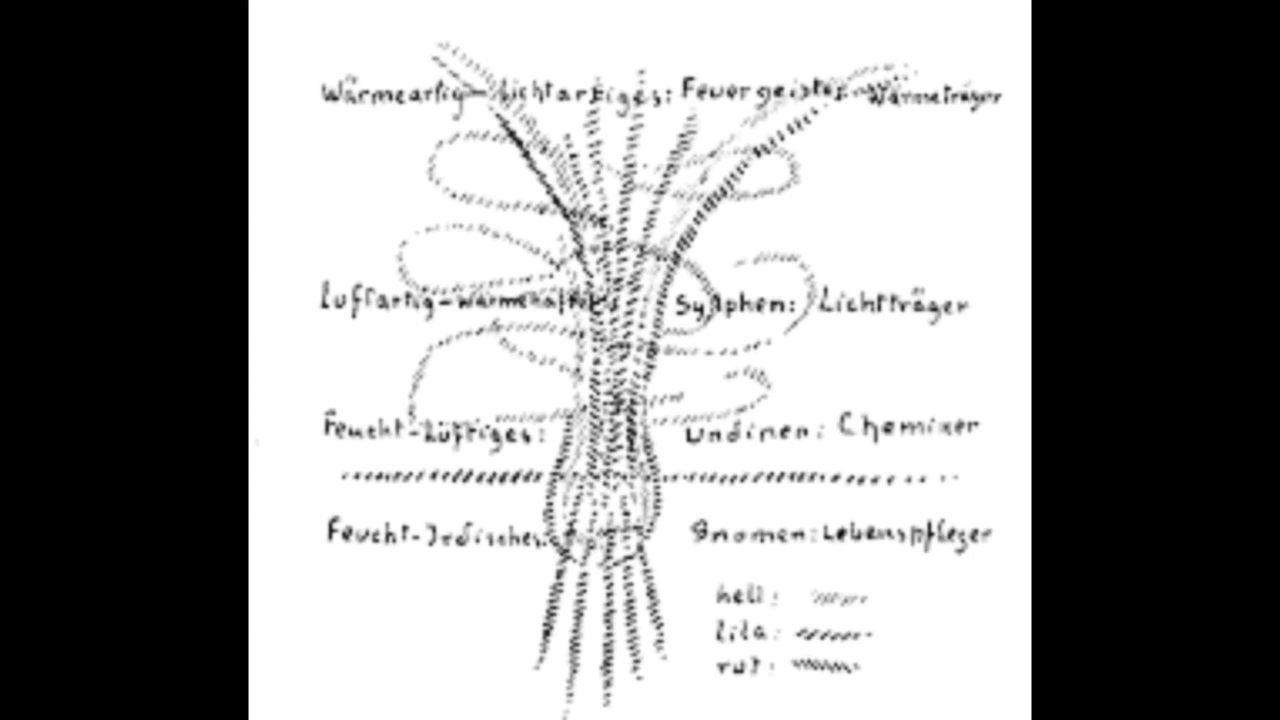 Wärmeartig-Lichtartiges: Feuergeister Wärmeträger
Luftartig-wärmehaftes Sylphen: Lichtträger
Feucht-Luftiges: Undinen: Chemiker
Feucht-Irdisches: Gnomen: Lebenspfleger
hell:
lila:
rot: